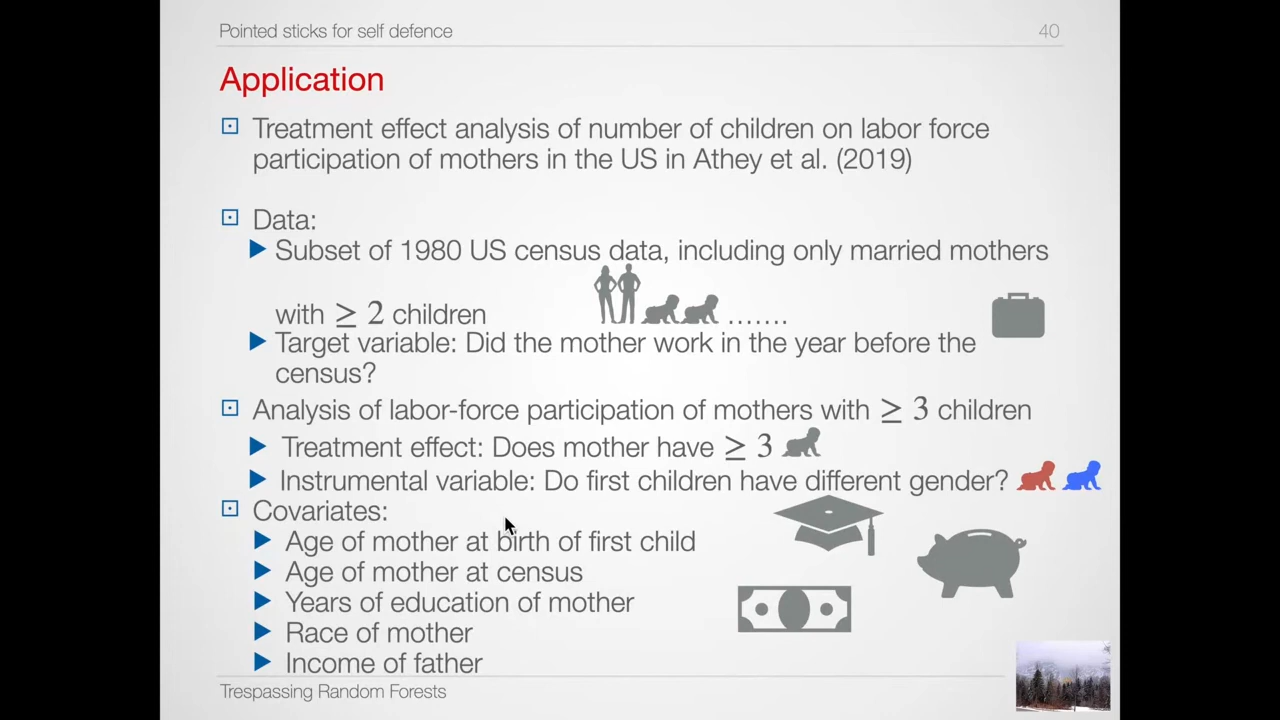 Pointed sticks for self defence 40
Application
Treatment effect analysis of number of children on labor force
participation of mothers in the US in Athey et al. (2019)
Data:
Subset of 1980 US census data, including only married mothers
with ≥ 2 children .......
Target variable: Did the mother work in the year before the
census?
Analysis of labor-force participation of mothers with ≥ 3 children
Treatment effect: Does mother have ≥ 3
Instrumental variable: Do first children have different gender?
Covariates:
Age of mother at birth of first child
Age of mother at census
Years of education of mother
Race of mother
Income of father
Trespassing Random Forests